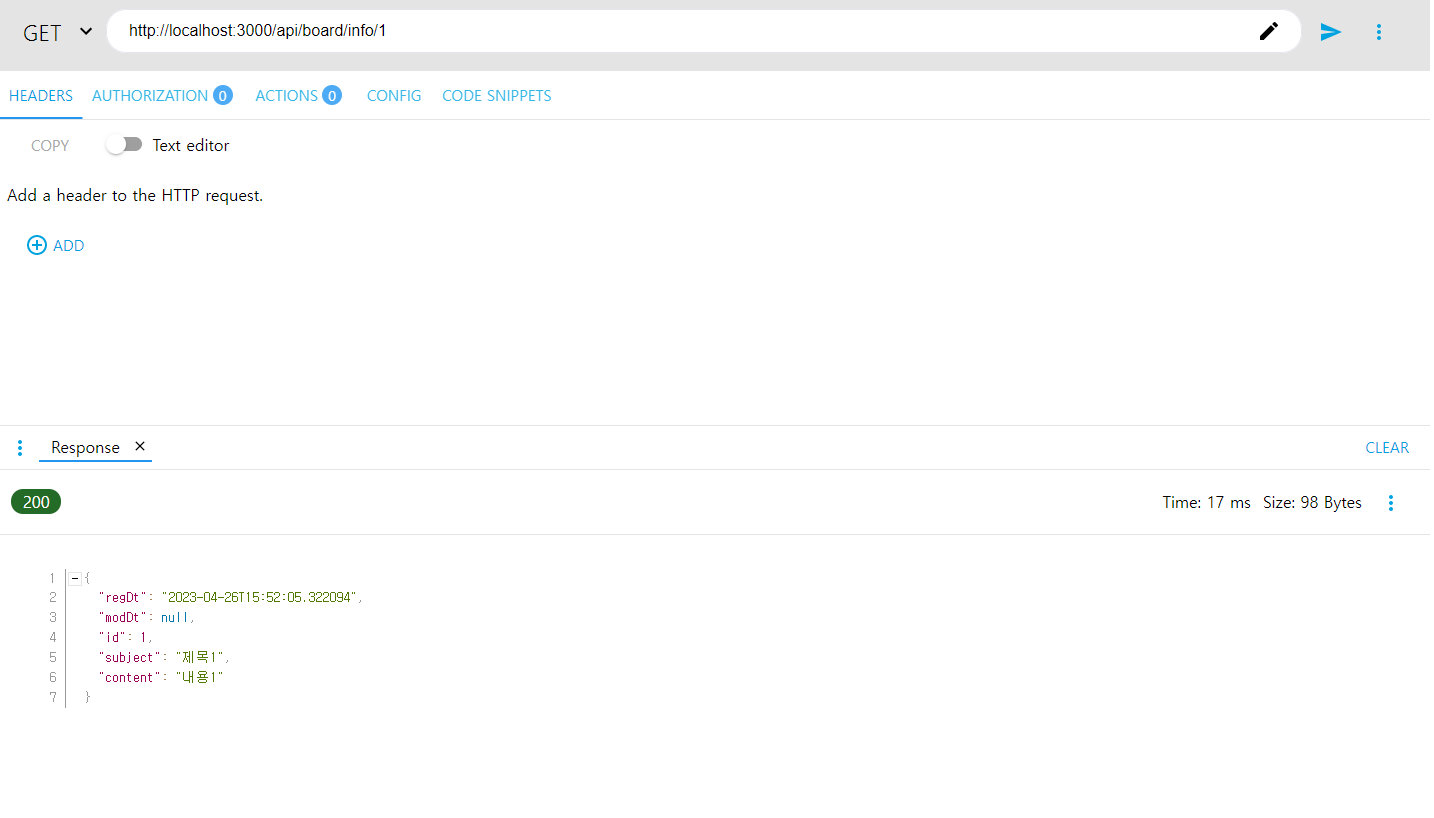 GET http://localhost:3000/api/board/info/1
HEADERS AUTHORIZATION 0 ACTIONS 0 CONFIG CODE SNIPPETS
COPY Text editor
Add a header to the HTTP request.
ADD
Response CLEAR
200 Time: 17 ms Size: 98 Bytes
1 {
2 "regDt": "2023-04-26T15:52:05.322094",
3 "modDt": null,
4 "id": 1,
5 "subject": "제목1",
6 "content": "내용1"
7 }